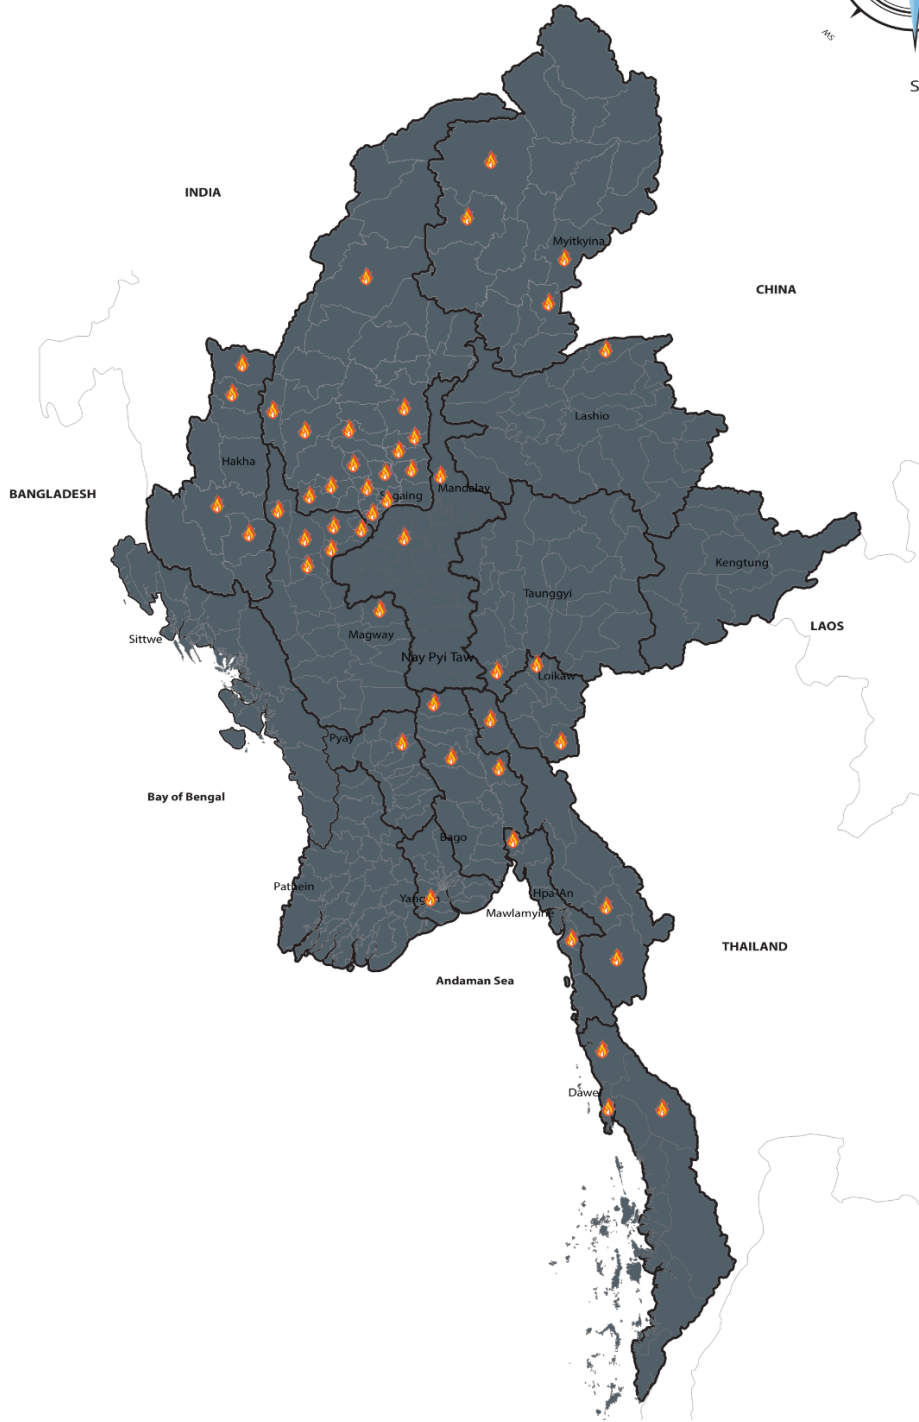 SW
S
INDIA
Myitkyina
CHINA
Lashio
Hakha
Mandalay
BANGLADESH
Sagaing
Kengtung
Taunggyi
LAOS
Sittwe
Magway
Nay Pyi Taw
Loikaw
Pyay
Bay of Bengal
Bago
Pathein
Hpa-An
Yangon
Mawlamyine
THAILAND
Andaman Sea
Dawei